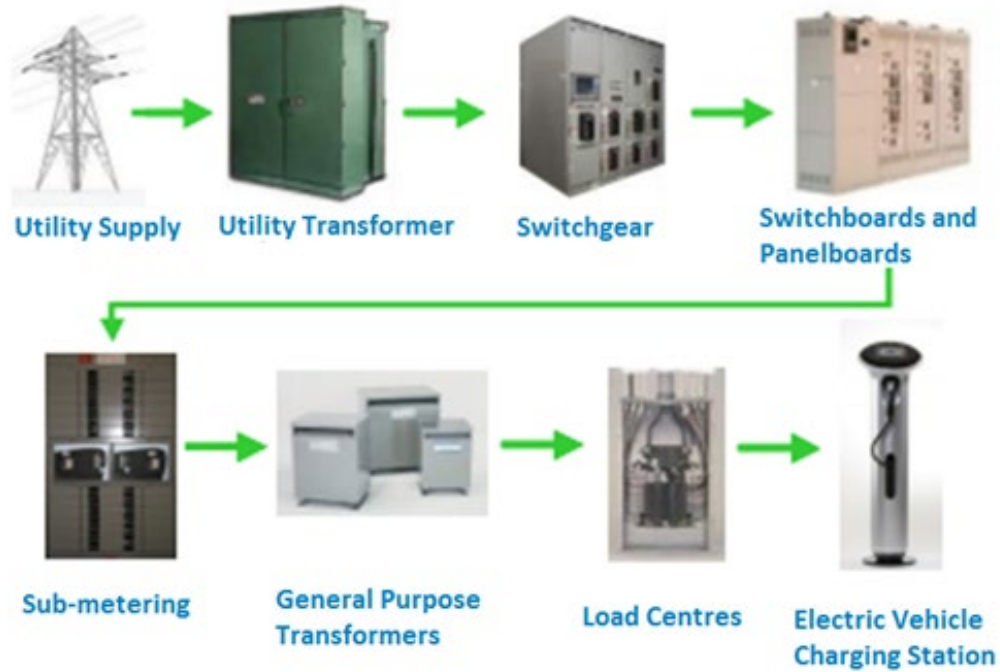 Utility Supply
Utility Transformer
Switchgear
Switchboards and
Panelboards
Sub-metering
General Purpose
Transformers
Load Centres
Electric Vehicle
Charging Station